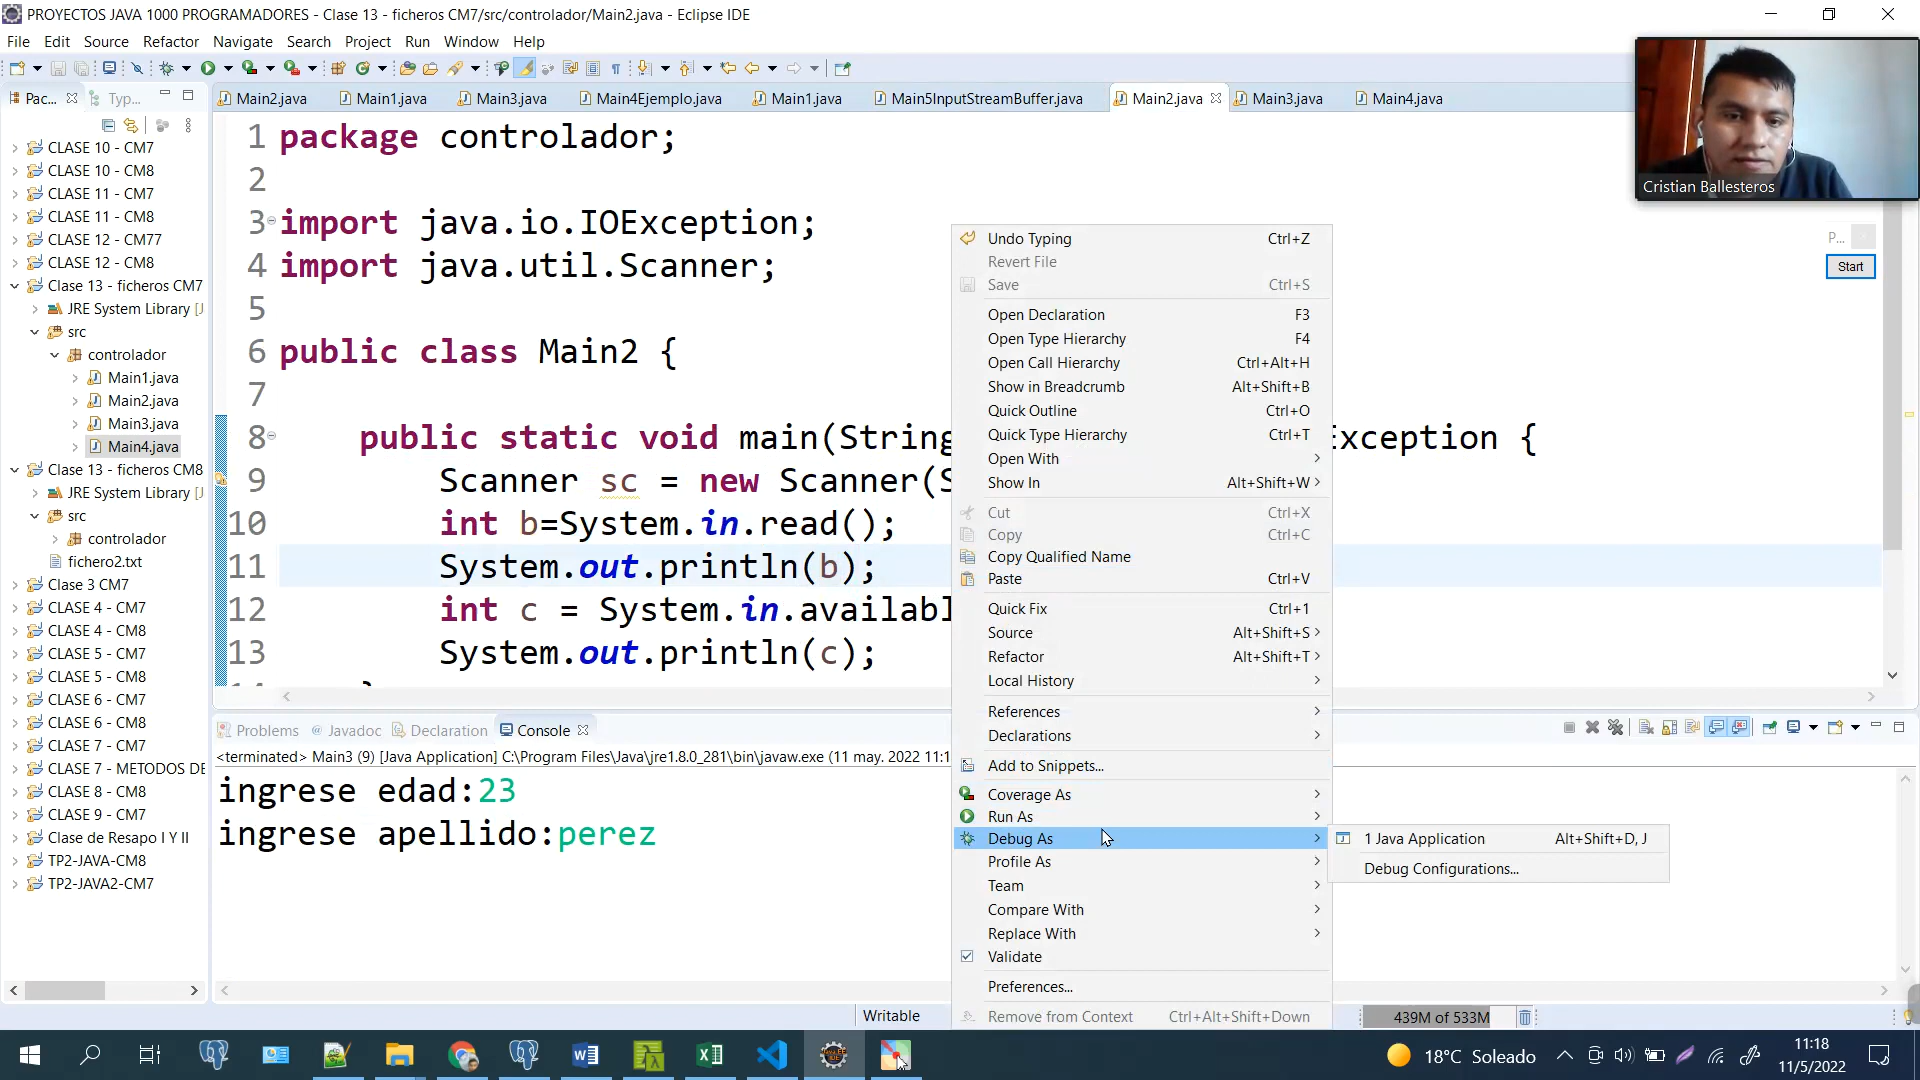 PROYECTOS JAVA 1000 PROGRAMADORES - Clase 13 - ficheros CM7/src/controlador/Main2.java - Eclipse IDE
File Edit Source Refactor Navigate Search Project Run Window Help
Pac... Typ...
Main2.java Main1.java Main3.java Main4Ejemplo.java Main1.java Main5InputStreamBuffer.java Main2.java Main3.java Main4.java
CLASE 10 - CM7
CLASE 10 - CM8
CLASE 11 - CM7
CLASE 11 - CM8
CLASE 12 - CM77
CLASE 12 - CM8
Clase 13 - ficheros CM7
JRE System Library [J
src
controlador
Main1.java
Main2.java
Main3.java
Main4.java
Clase 13 - ficheros CM8
JRE System Library [J
src
controlador
fichero2.txt
Clase 3 CM7
CLASE 4 - CM7
CLASE 4 - CM8
CLASE 5 - CM7
CLASE 5 - CM8
CLASE 6 - CM7
CLASE 6 - CM8
CLASE 7 - CM7
CLASE 7 - METODOS DE
CLASE 8 - CM8
CLASE 9 - CM7
Clase de Resapo I Y II
TP2-JAVA-CM8
TP2-JAVA2-CM7
1 package controlador;
2
3 import java.io.IOException;
4 import java.util.Scanner;
5
6 public class Main2 {
7
8 public static void main(String xception {
9 Scanner sc = new Scanner(S
10 int b=System.in.read();
11 System.out.println(b);
12 int c = System.in.availabl
13 System.out.println(c);
Cristian Ballesteros
P...
Start
Undo Typing Ctrl+Z
Revert File
Save Ctrl+S
Open Declaration F3
Open Type Hierarchy F4
Open Call Hierarchy Ctrl+Alt+H
Show in Breadcrumb Alt+Shift+B
Quick Outline Ctrl+O
Quick Type Hierarchy Ctrl+T
Open With
Show In Alt+Shift+W
Cut Ctrl+X
Copy Ctrl+C
Copy Qualified Name
Paste Ctrl+V
Quick Fix Ctrl+1
Source Alt+Shift+S
Refactor Alt+Shift+T
Local History
References
Declarations
Add to Snippets...
Coverage As
Run As
Debug As
Profile As
Team
Compare With
Replace With
Validate
Preferences...
Remove from Context Ctrl+Alt+Shift+Down
1 Java Application Alt+Shift+D, J
Debug Configurations...
Problems Javadoc Declaration Console
<terminated> Main3 (9) [Java Application] C:\Program Files\Java\jre1.8.0_281\bin\javaw.exe (11 may. 2022 11:1
ingrese edad:23
ingrese apellido:perez
Writable
439M of 533M
18°C Soleado
11:18
11/5/2022